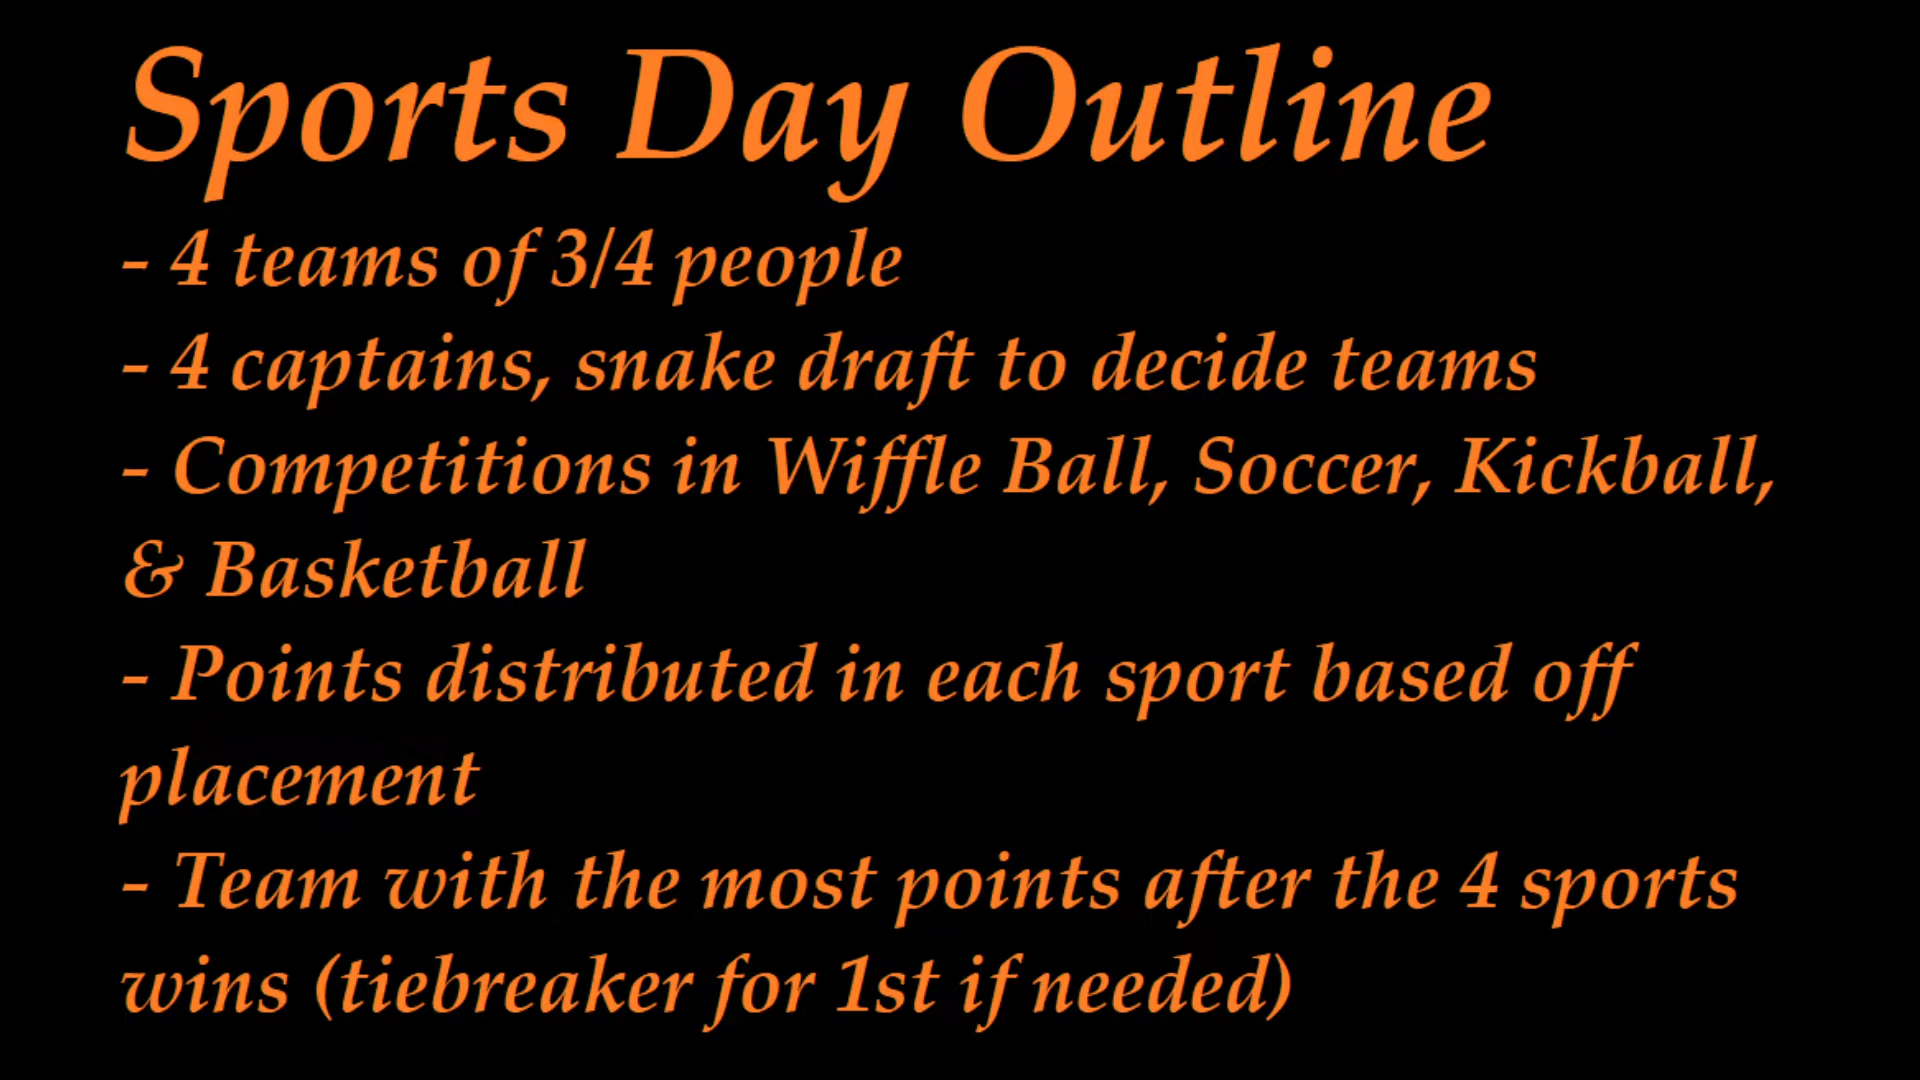 Sports Day Outline
- 4 teams of 3/4 people
- 4 captains, snake draft to decide teams
- Competitions in Wiffle Ball, Soccer, Kickball,
& Basketball
- Points distributed in each sport based off
placement
- Team with the most points after the 4 sports
wins (tiebreaker for 1st if needed)